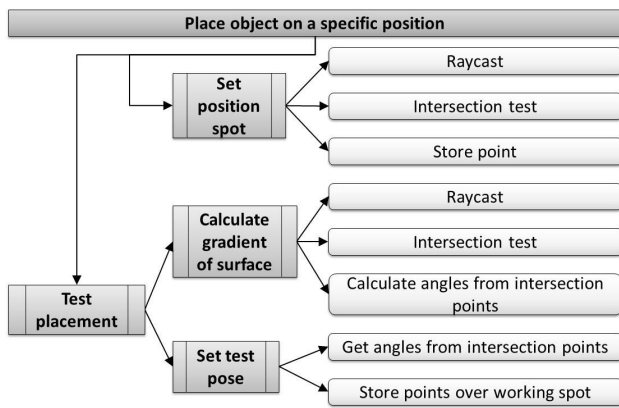 Place object on a specific position
Set
position
spot
Raycast
Intersection test
Store point
Test
placement
Calculate
gradient
of surface
Raycast
Intersection test
Calculate angles from intersection
points
Set test
pose
Get angles from intersection points
Store points over working spot